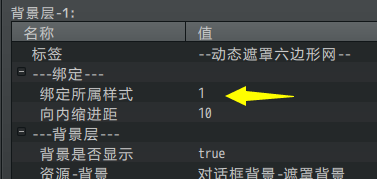 背景层-1:
名称 值
标签 --动态遮罩六边形网--
---绑定---
绑定所属样式 1
向内缩进距 10
---背景层---
背景是否显示 true
资源-背景 对话框背景-遮罩背景